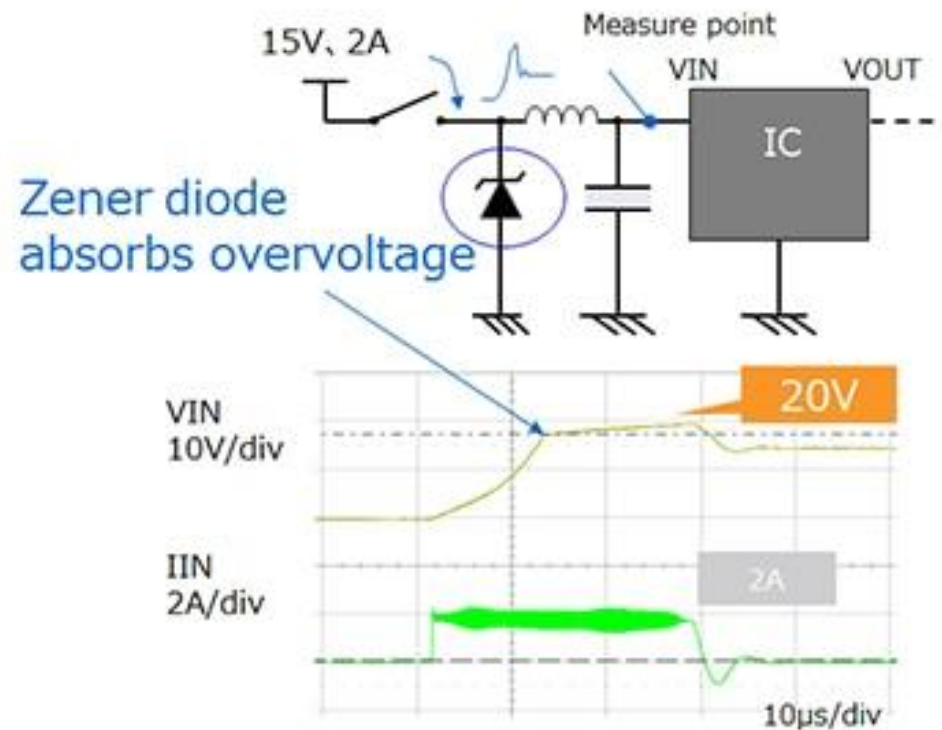 Measure point
15V、2A
VIN
VOUT
IC
Zener diode
absorbs overvoltage
20V
VIN
10V/div
IIN
2A/div
2A
10µs/div